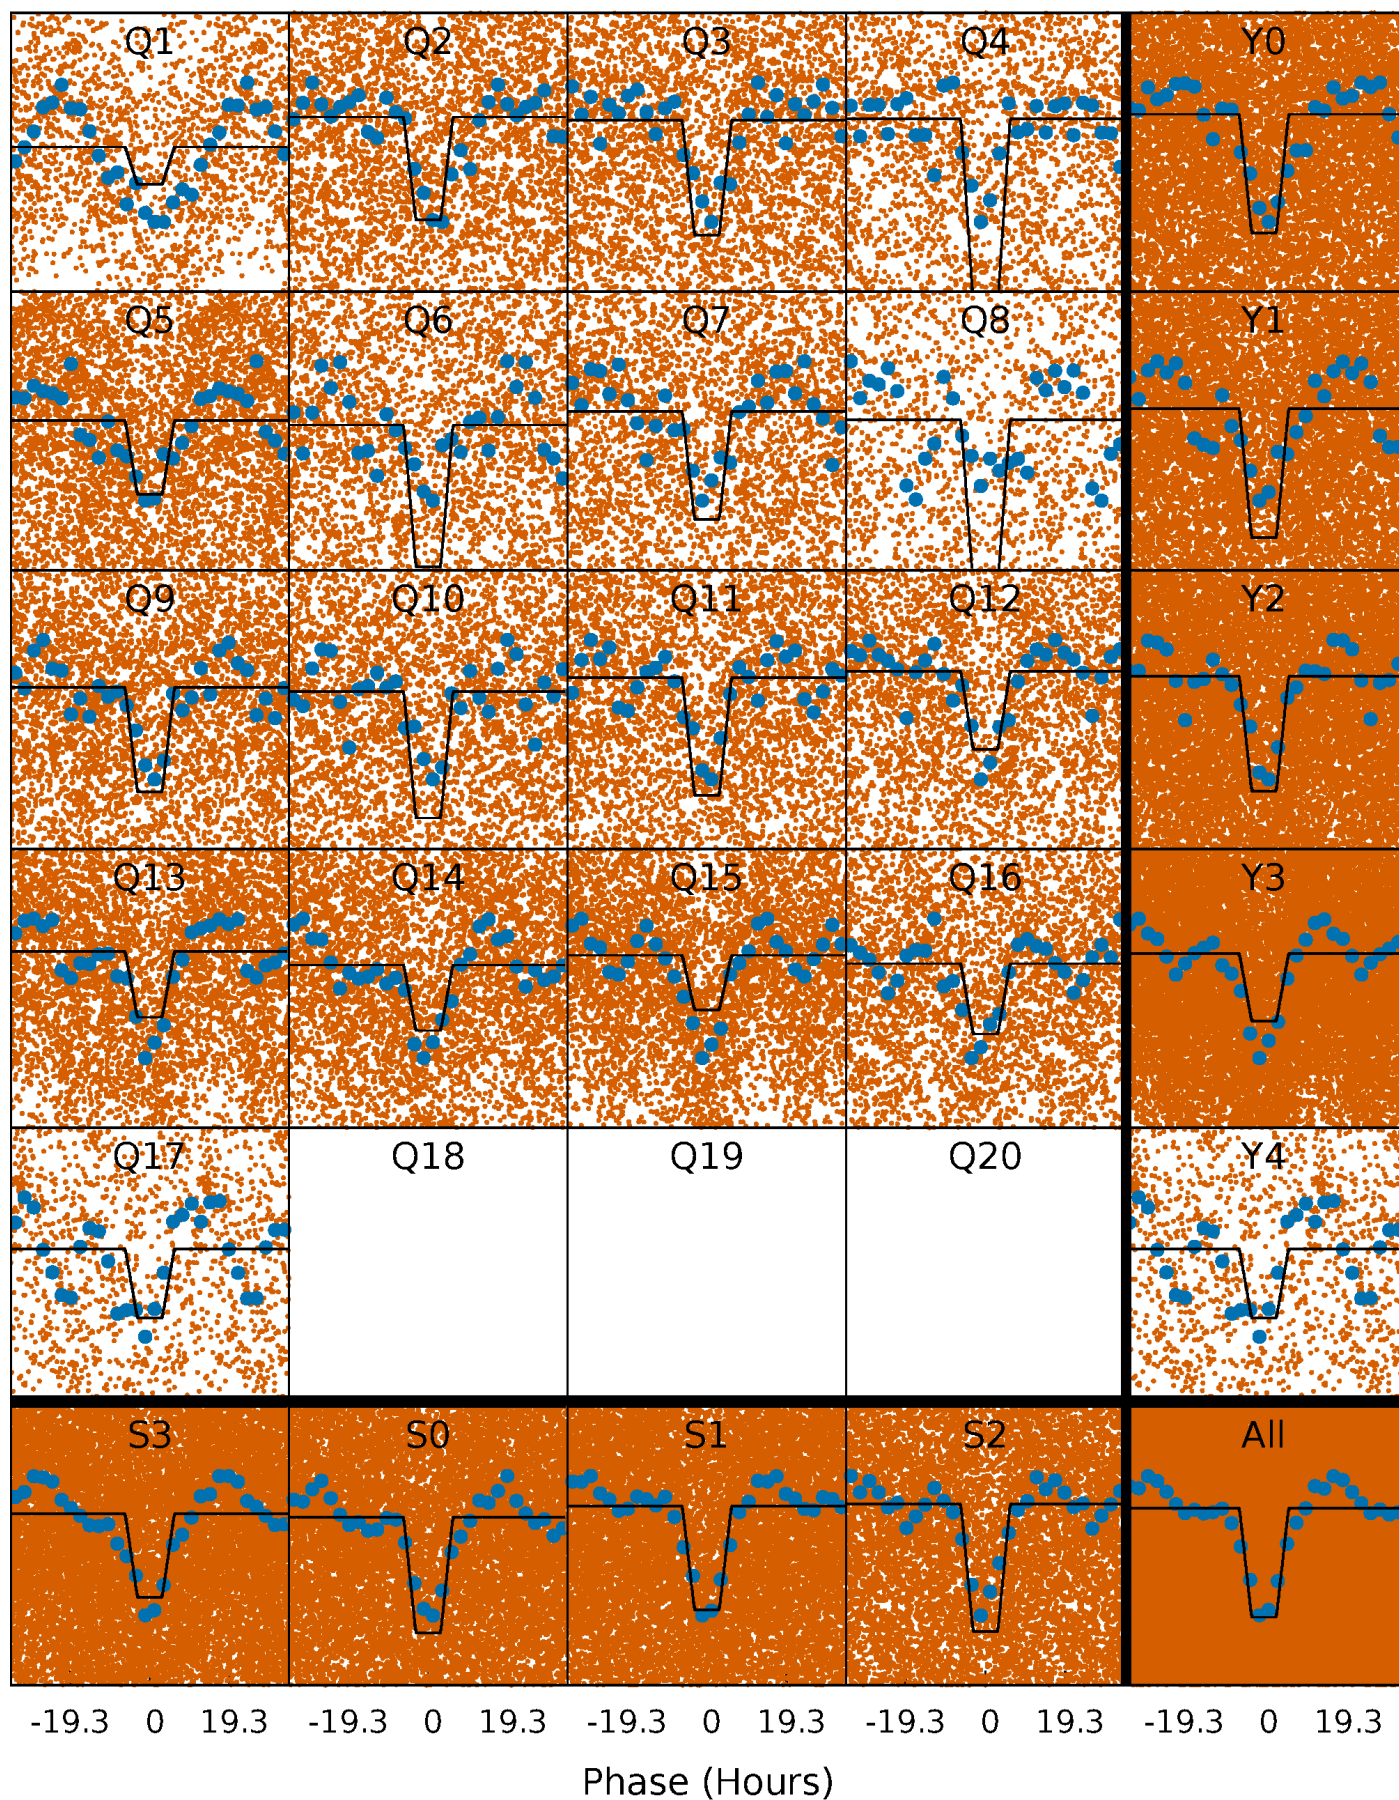 Q1 Q2 Q3 Q4 Y0
Q5 Q6 Q7 Q8 Y1
Q9 Q10 Q11 Q12 Y2
Q13 Q14 Q15 Q16 Y3
Q17 Q18 Q19 Q20 Y4
S3 S0 S1 S2 All
-19.3 0 19.3 -19.3 0 19.3 -19.3 0 19.3 -19.3 0 19.3 -19.3 0 19.3
Phase (Hours)